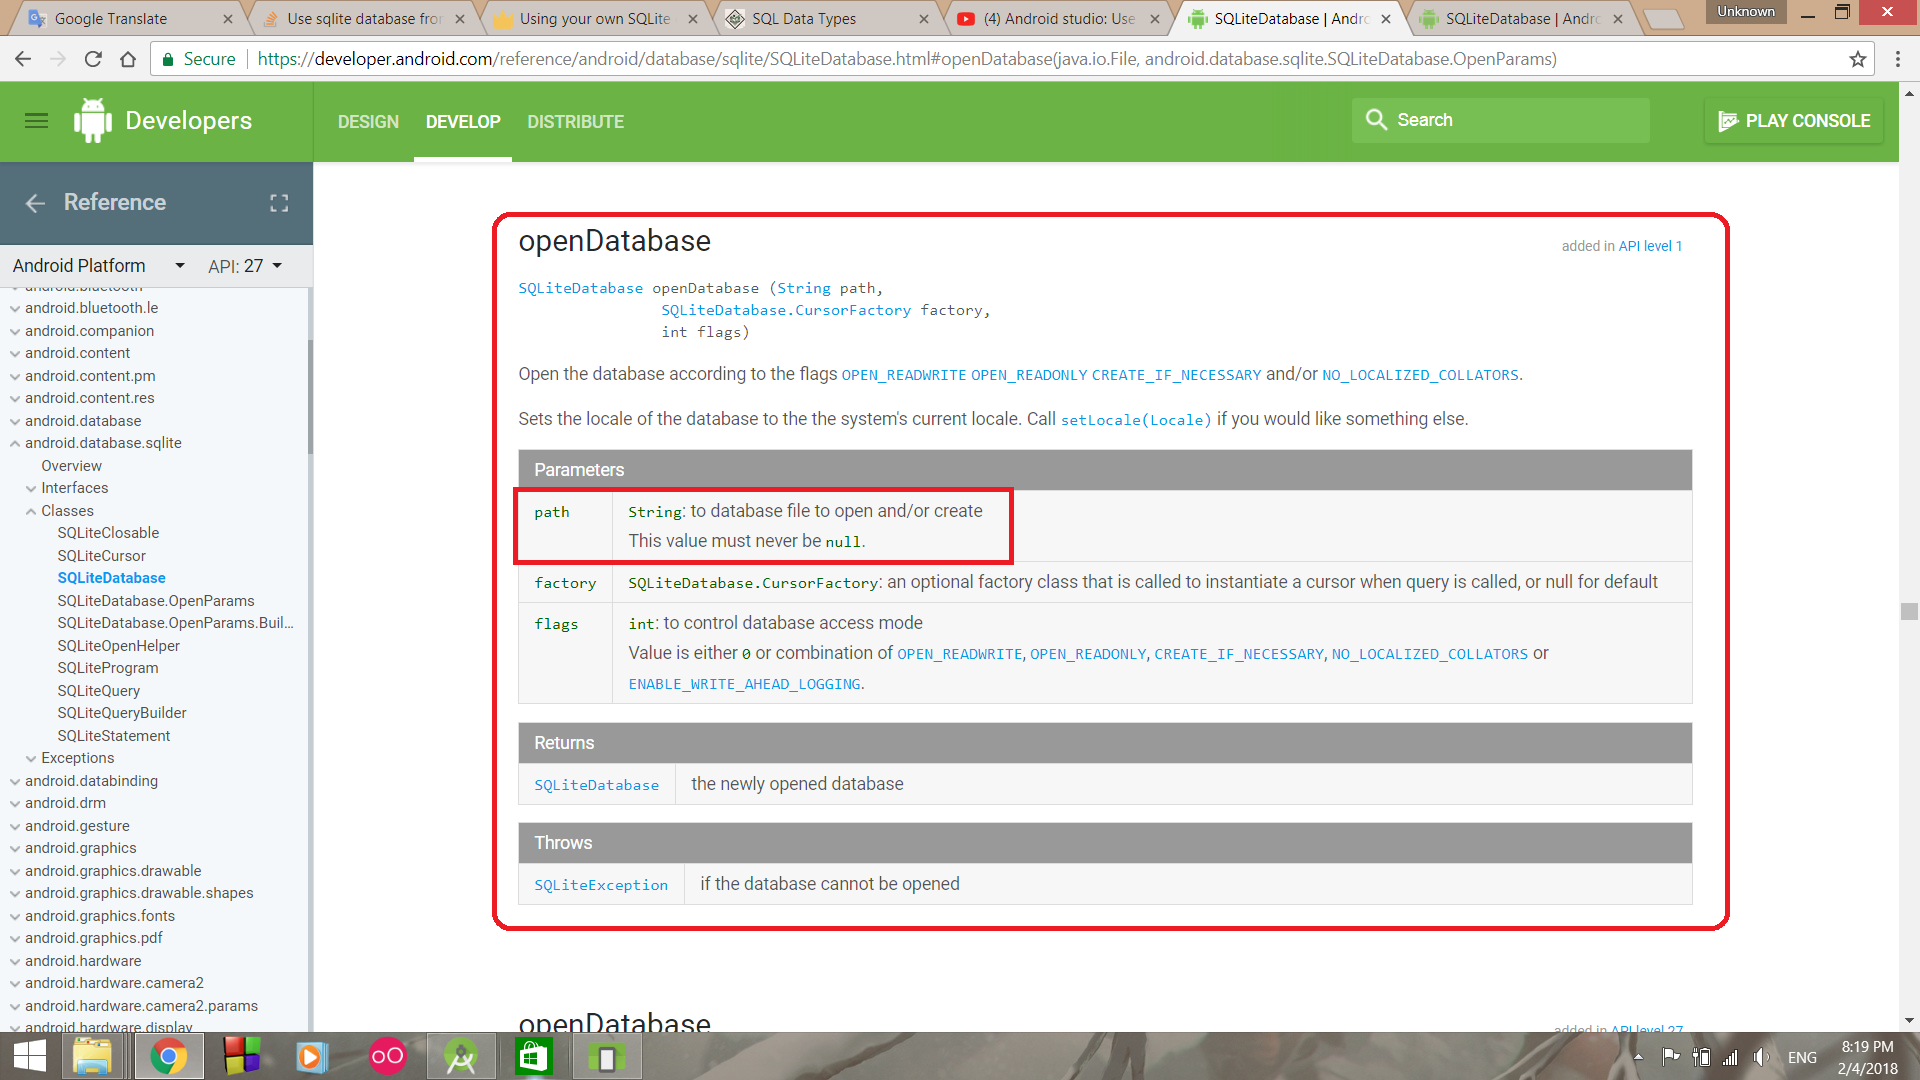 Google Translate
Use sqlite database fro
Using your own SQLite
SQL Data Types
(4) Android studio: Use
SQLiteDatabase | Andro
SQLiteDatabase | Andro
Unknown
Secure
https://developer.android.com/reference/android/database/sqlite/SQLiteDatabase.html#openDatabase(java.io.File, android.database.sqlite.SQLiteDatabase.OpenParams)
Developers
DESIGN
DEVELOP
DISTRIBUTE
Search
PLAY CONSOLE
Reference
Android Platform
API: 27
android.bluetooth
android.bluetooth.le
android.companion
android.content
android.content.pm
android.content.res
android.database
android.database.sqlite
Overview
Interfaces
Classes
SQLiteClosable
SQLiteCursor
SQLiteDatabase
SQLiteDatabase.OpenParams
SQLiteDatabase.OpenParams.Buil...
SQLiteOpenHelper
SQLiteProgram
SQLiteQuery
SQLiteQueryBuilder
SQLiteStatement
Exceptions
android.databinding
android.drm
android.gesture
android.graphics
android.graphics.drawable
android.graphics.drawable.shapes
android.graphics.fonts
android.graphics.pdf
android.hardware
android.hardware.camera2
android.hardware.camera2.params
android.hardware.display
openDatabase
added in API level 1
SQLiteDatabase openDatabase (String path,
SQLiteDatabase.CursorFactory factory,
int flags)
Open the database according to the flags OPEN_READWRITE OPEN_READONLY CREATE_IF_NECESSARY and/or NO_LOCALIZED_COLLATORS.
Sets the locale of the database to the the system's current locale. Call setLocale(Locale) if you would like something else.
Parameters
path
String: to database file to open and/or create
This value must never be null.
factory
SQLiteDatabase.CursorFactory: an optional factory class that is called to instantiate a cursor when query is called, or null for default
flags
int: to control database access mode
Value is either 0 or combination of OPEN_READWRITE, OPEN_READONLY, CREATE_IF_NECESSARY, NO_LOCALIZED_COLLATORS or
ENABLE_WRITE_AHEAD_LOGGING.
Returns
SQLiteDatabase
the newly opened database
Throws
SQLiteException
if the database cannot be opened
openDatabase
added in API level 27
ENG
8:19 PM
2/4/2018